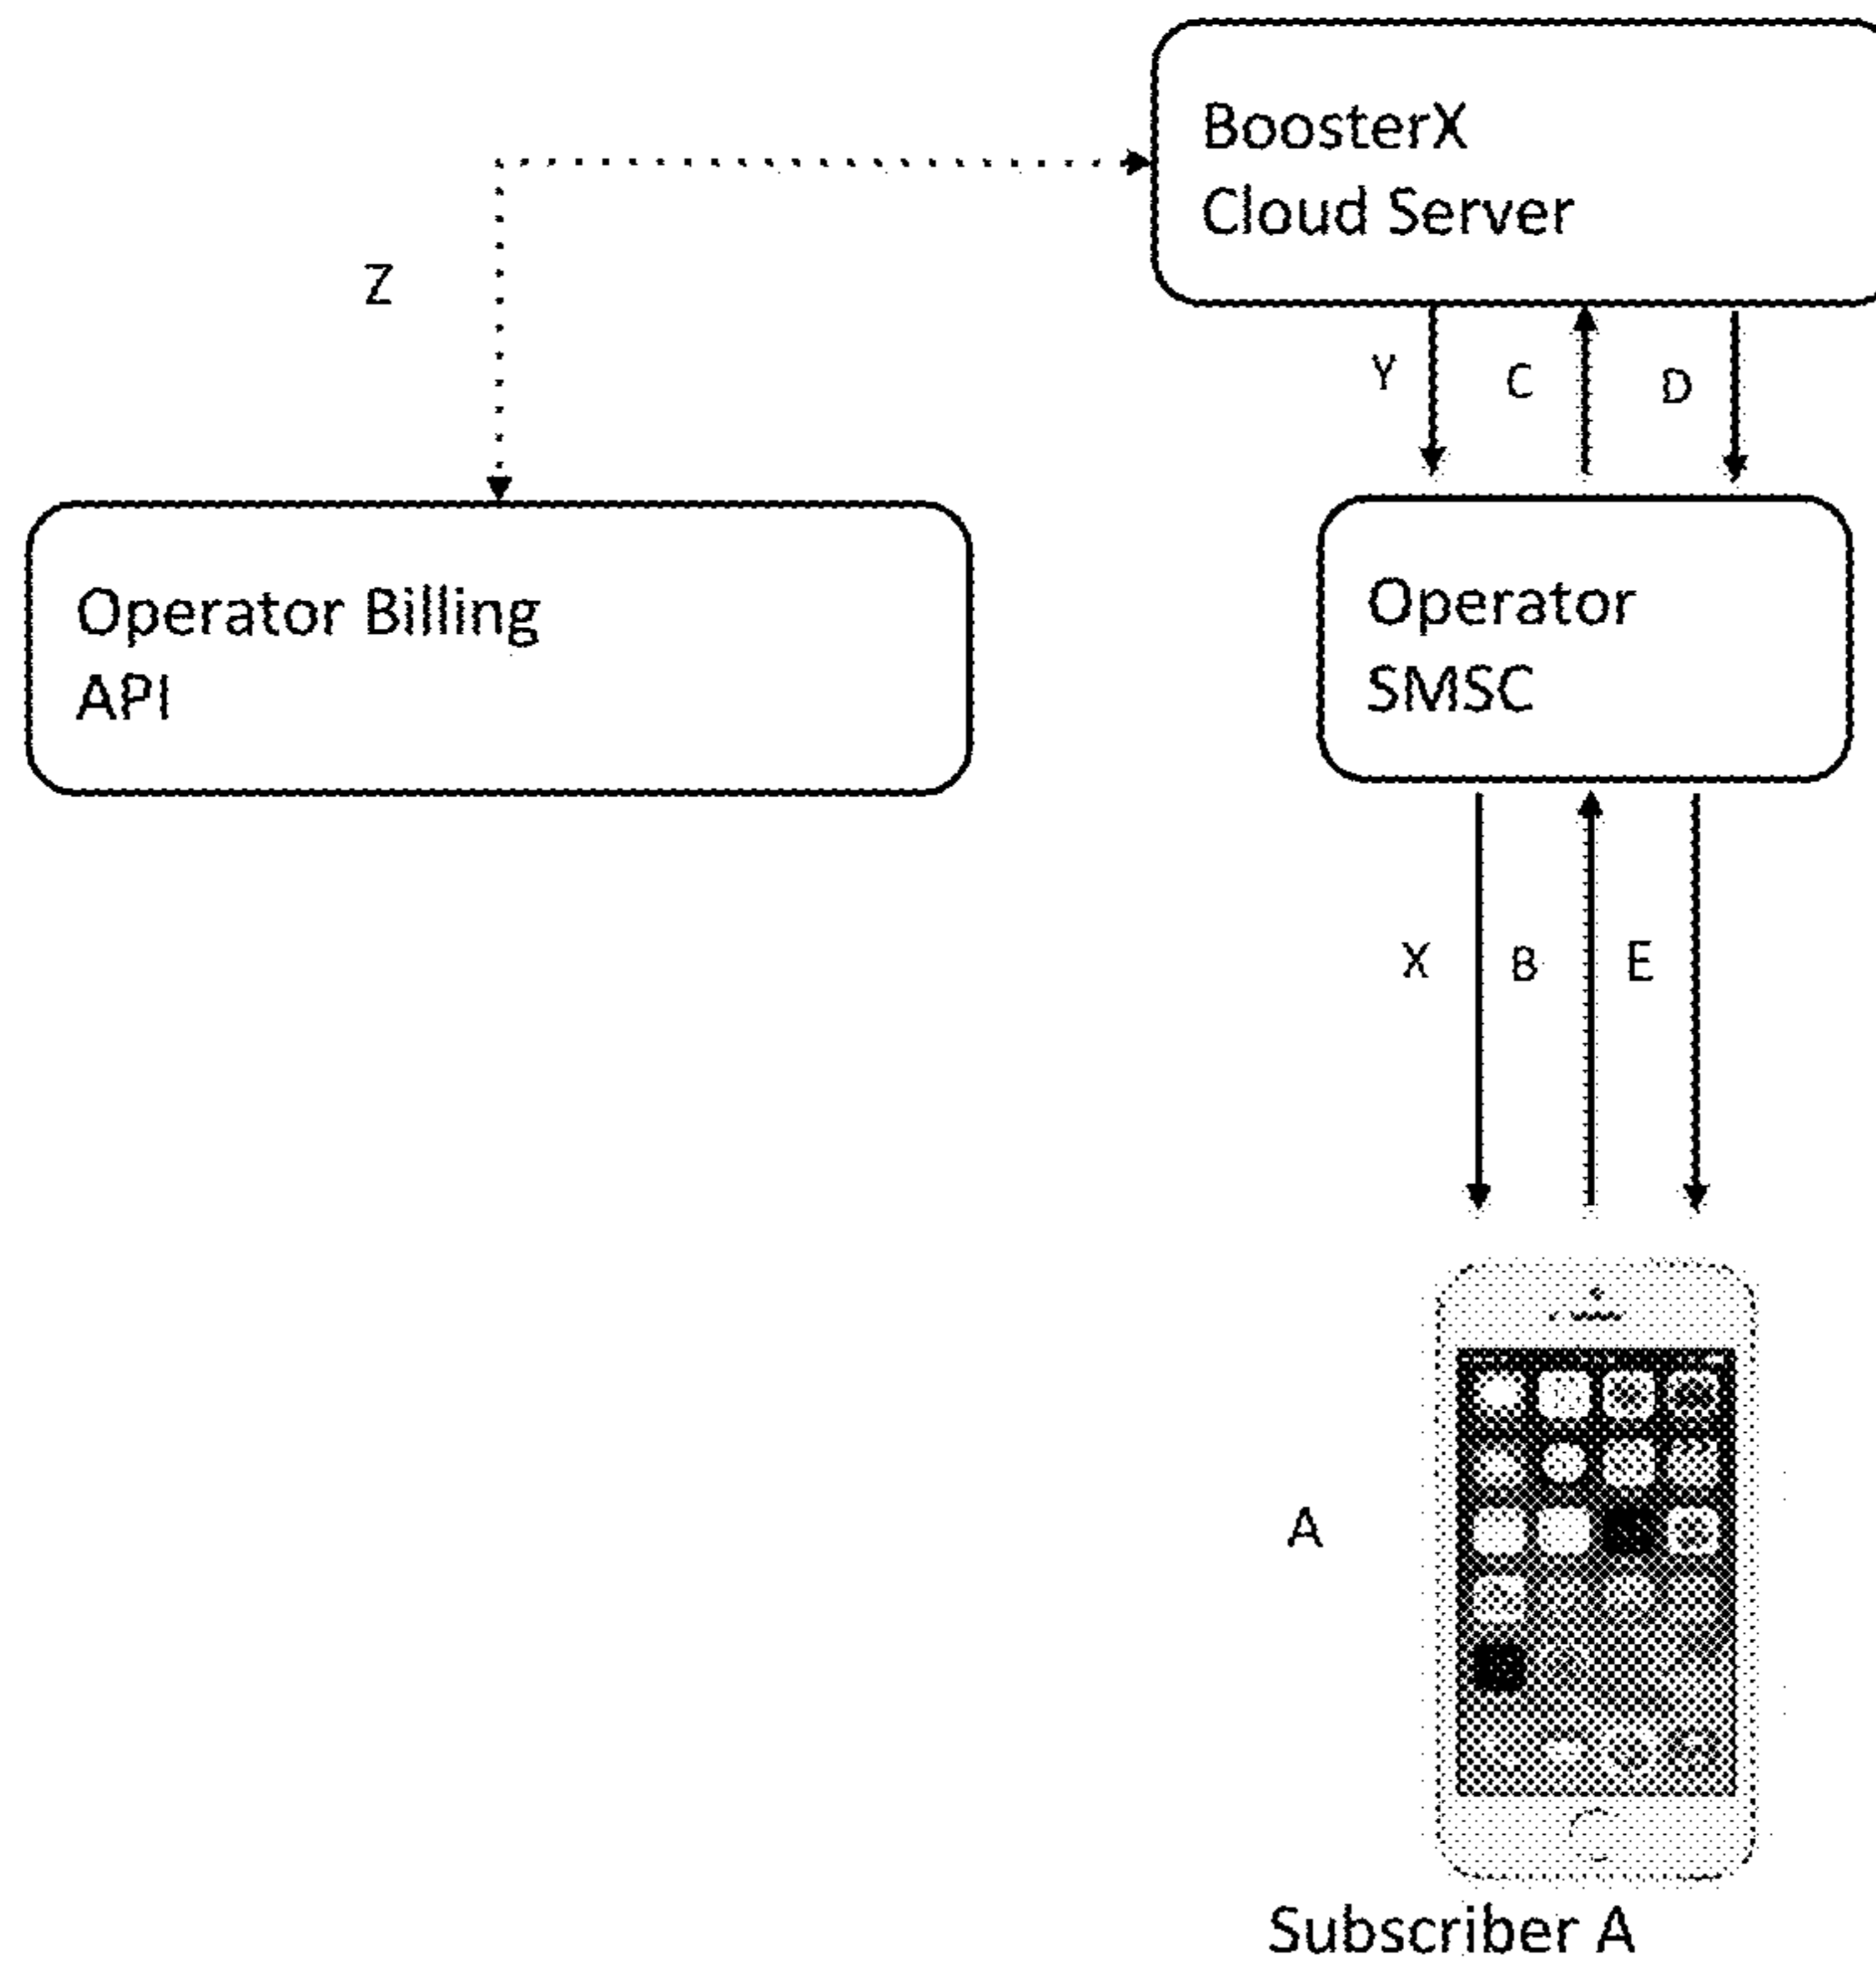 BoosterX
Cloud Server
Z
Y
C
D
Operator Billing
API
Operator
SMSC
X
B
E
A
Subscriber A